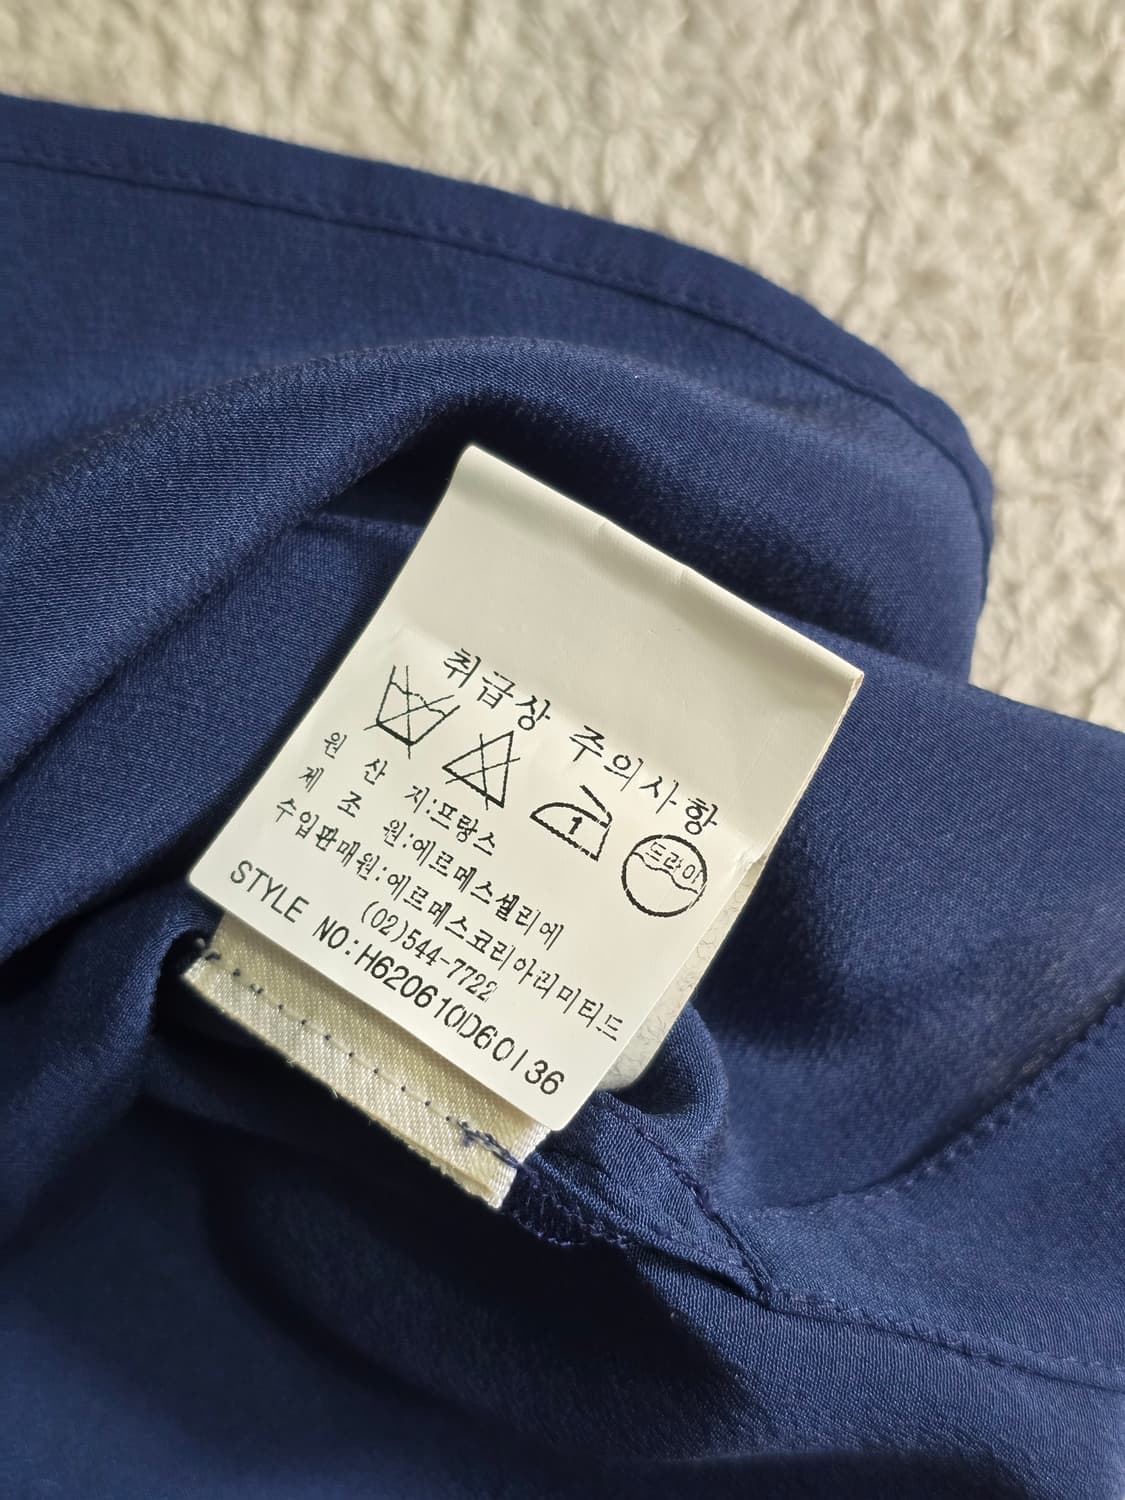 취급상 주의사항
1 드라이
원 산 지:프랑스
제 조 원:에르메스셀리에
수입판매원:에르메스코리아리미티드
(02)544-7722
STYLE NO:H620610D60136